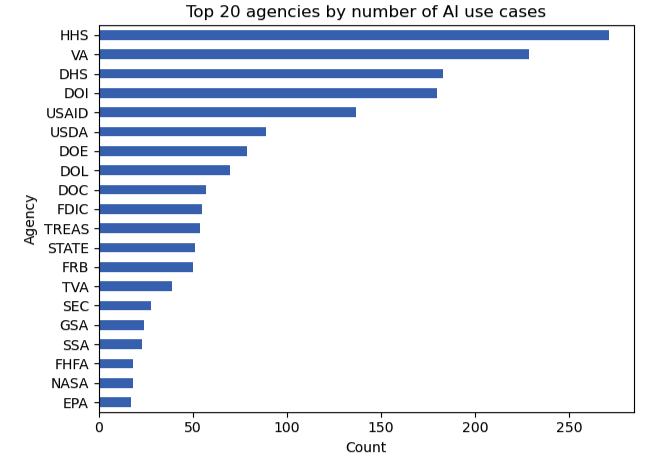 Top 20 agencies by number of AI use cases
HHS
VA
DHS
DOI
USAID
USDA
DOE
DOL
DOC
FDIC
TREAS
STATE
FRB
TVA
SEC
GSA
SSA
FHFA
NASA
EPA
Agency
0 50 100 150 200 250
Count